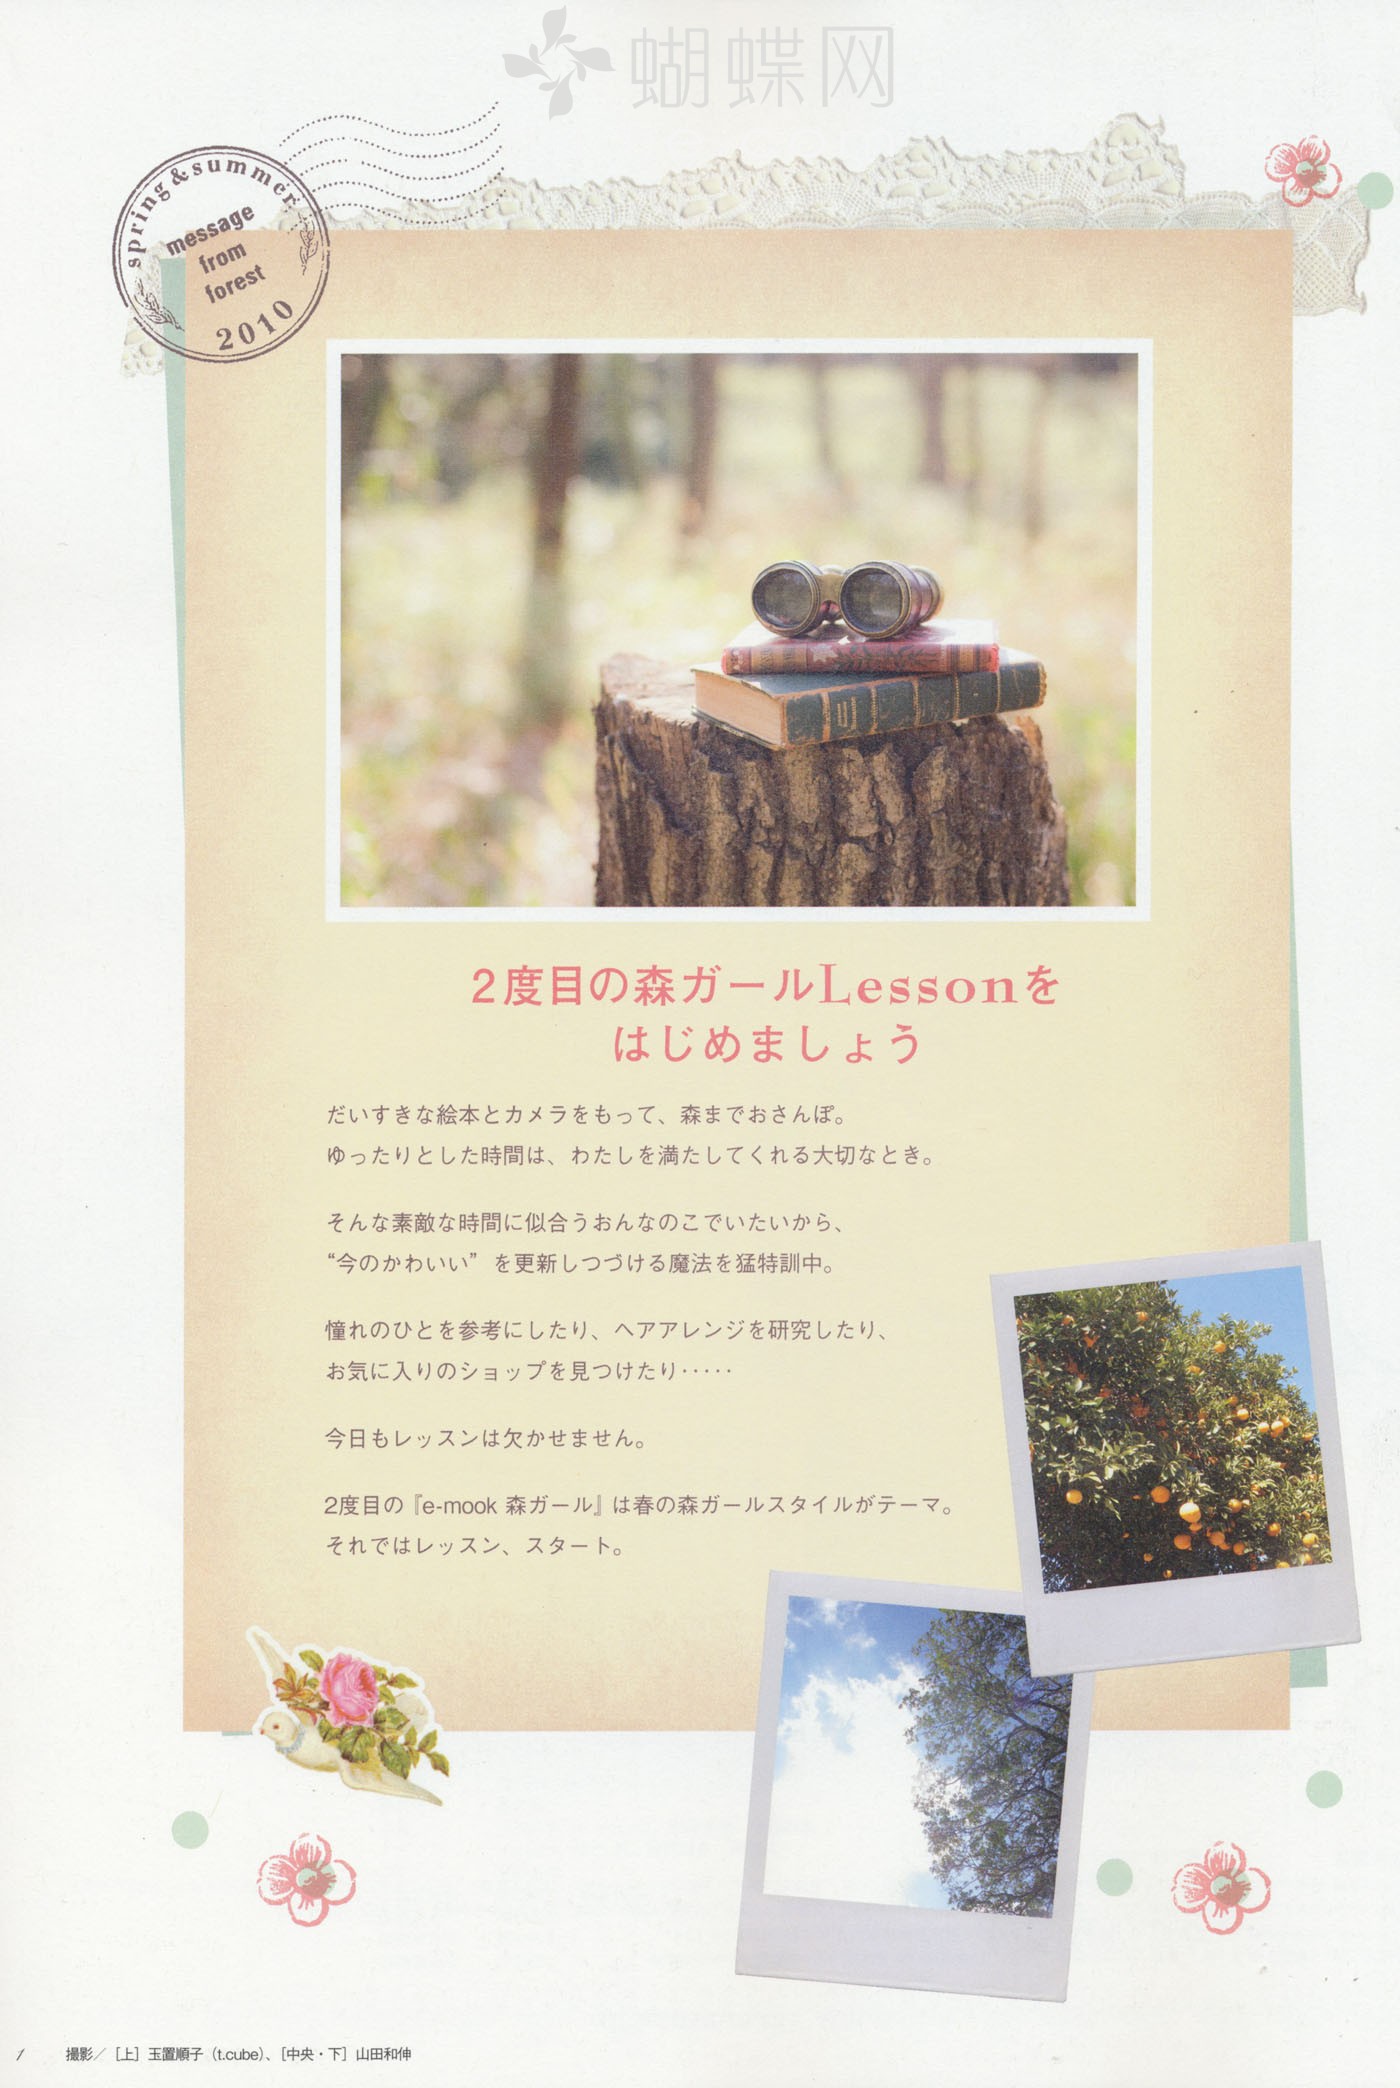 蝴蝶网
spring&summer
message
from
forest
2010
2度目の森ガールLessonを
はじめましょう
だいすきな絵本とカメラをもって、森までおさんぽ。
ゆったりとした時間は、わたしを満たしてくれる大切なとき。
そんな素敵な時間に似合うおんなのこでいたいから、
“今のかわいい”を更新しつづける魔法を猛特訓中。
憧れのひとを参考にしたり、ヘアアレンジを研究したり、
お気に入りのショップを見つけたり‥‥‥
今日もレッスンは欠かせません。
2度目の『e-mook 森ガール』は春の森ガールスタイルがテーマ。
それではレッスン、スタート。
1 撮影／［上］玉置順子（t.cube）、［中央・下］山田和伸